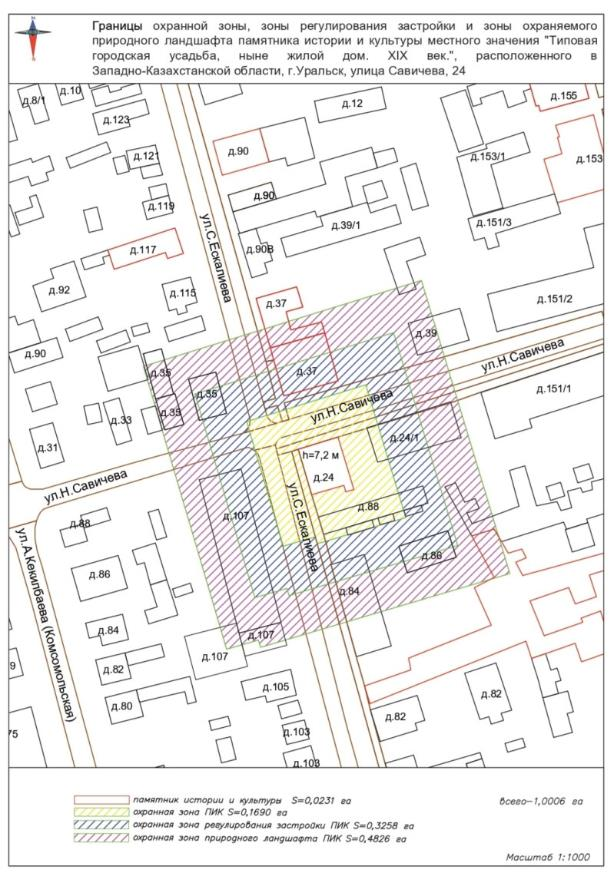 Границы охранной зоны, зоны регулирования застройки и зоны охраняемого
природного ландшафта памятника истории и культуры местного значения "Типовая
городская усадьба, ныне жилой дом. XIX век.", расположенного в
Западно-Казахстанской области, г.Уральск, улица Савичева, 24
д.8/1
д.10
д.12
д.155
д.123
д.90
д.121
д.153/1
д.153
д.90
д.119
ул.С.Ескалиева
д.39/1
д.151/3
д.117
д.90В
д.92
д.115
д.37
д.151/2
д.39
д.90
ул.Н.Савичева
д.35
д.37
д.35
д.151/1
д.35
ул.Н.Савичева
д.33
д.24/1
д.31
h=7,2 м
д.24
ул.Н.Савичева
ул.С.Ескалиева
д.88
д.107
д.88
д.86
ул.А.Кекилбаева (Комсомольская)
д.86
д.84
д.84
д.107
д.107
д.82
9
д.105
д.82
д.80
д.82
75
д.103
д.103
памятник истории и культуры S=0,0231 га
всего-1,0006 га
охранная зона ПИК S=0,1690 га
охранная зона регулирования застройки ПИК S=0,3258 га
охранная зона природного ландшафта ПИК S=0,4826 га
Масштаб 1:1000